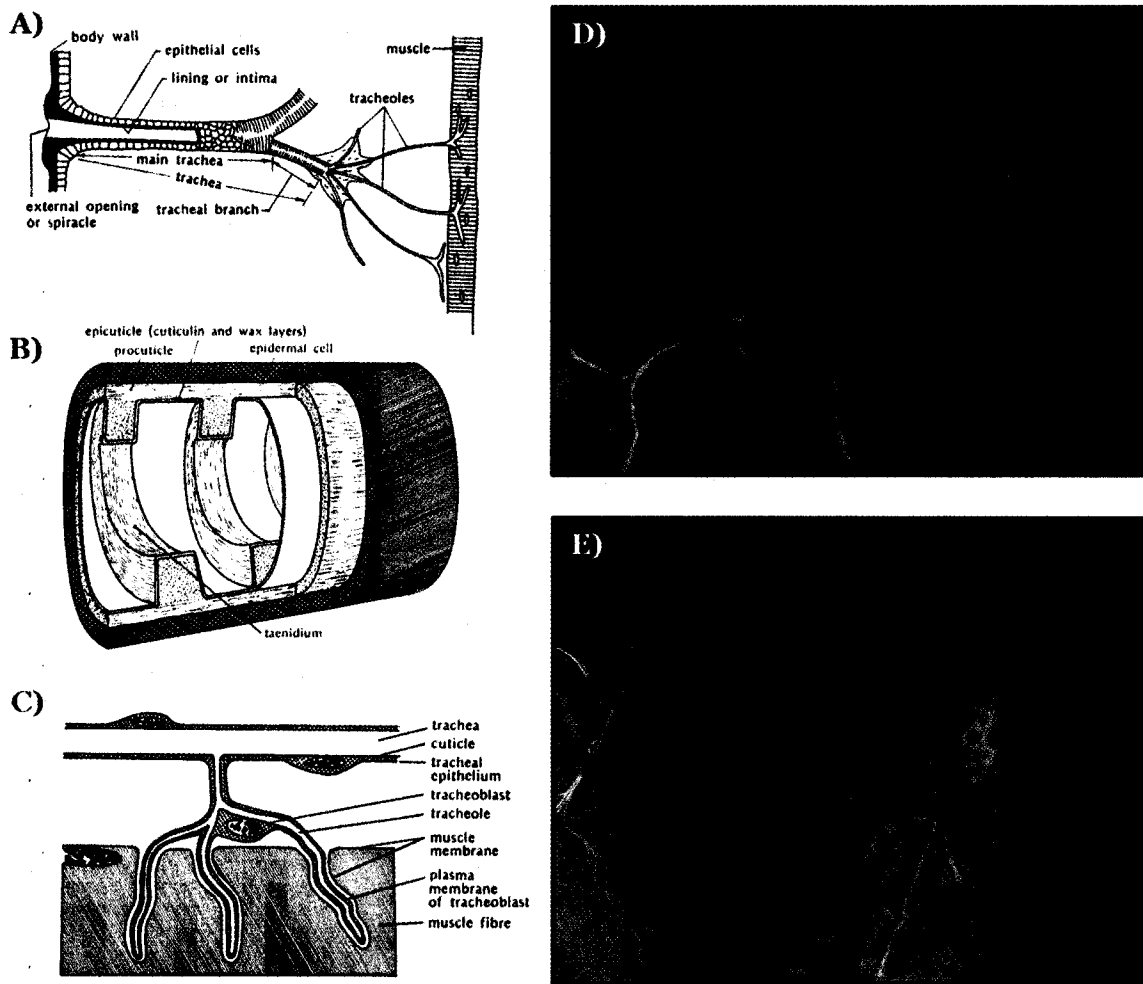 A)
body wall
epithelial cells
lining or intima
muscle
tracheoles
main trachea
trachea
tracheal branch
external opening
or spiracle
B)
epicuticle (cuticulin and wax layers)
procuticle
epidermal cell
taenidium
C)
trachea
cuticle
tracheal
epithelium
tracheoblast
tracheole
muscle
membrane
plasma
membrane
of tracheoblast
muscle fibre
D)
E)